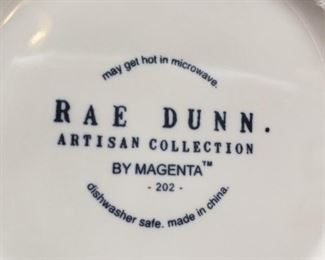 may get hot in microwave.
RAE DUNN.
ARTISAN COLLECTION
BY MAGENTA™
- 202 -
dishwasher safe. made in china.